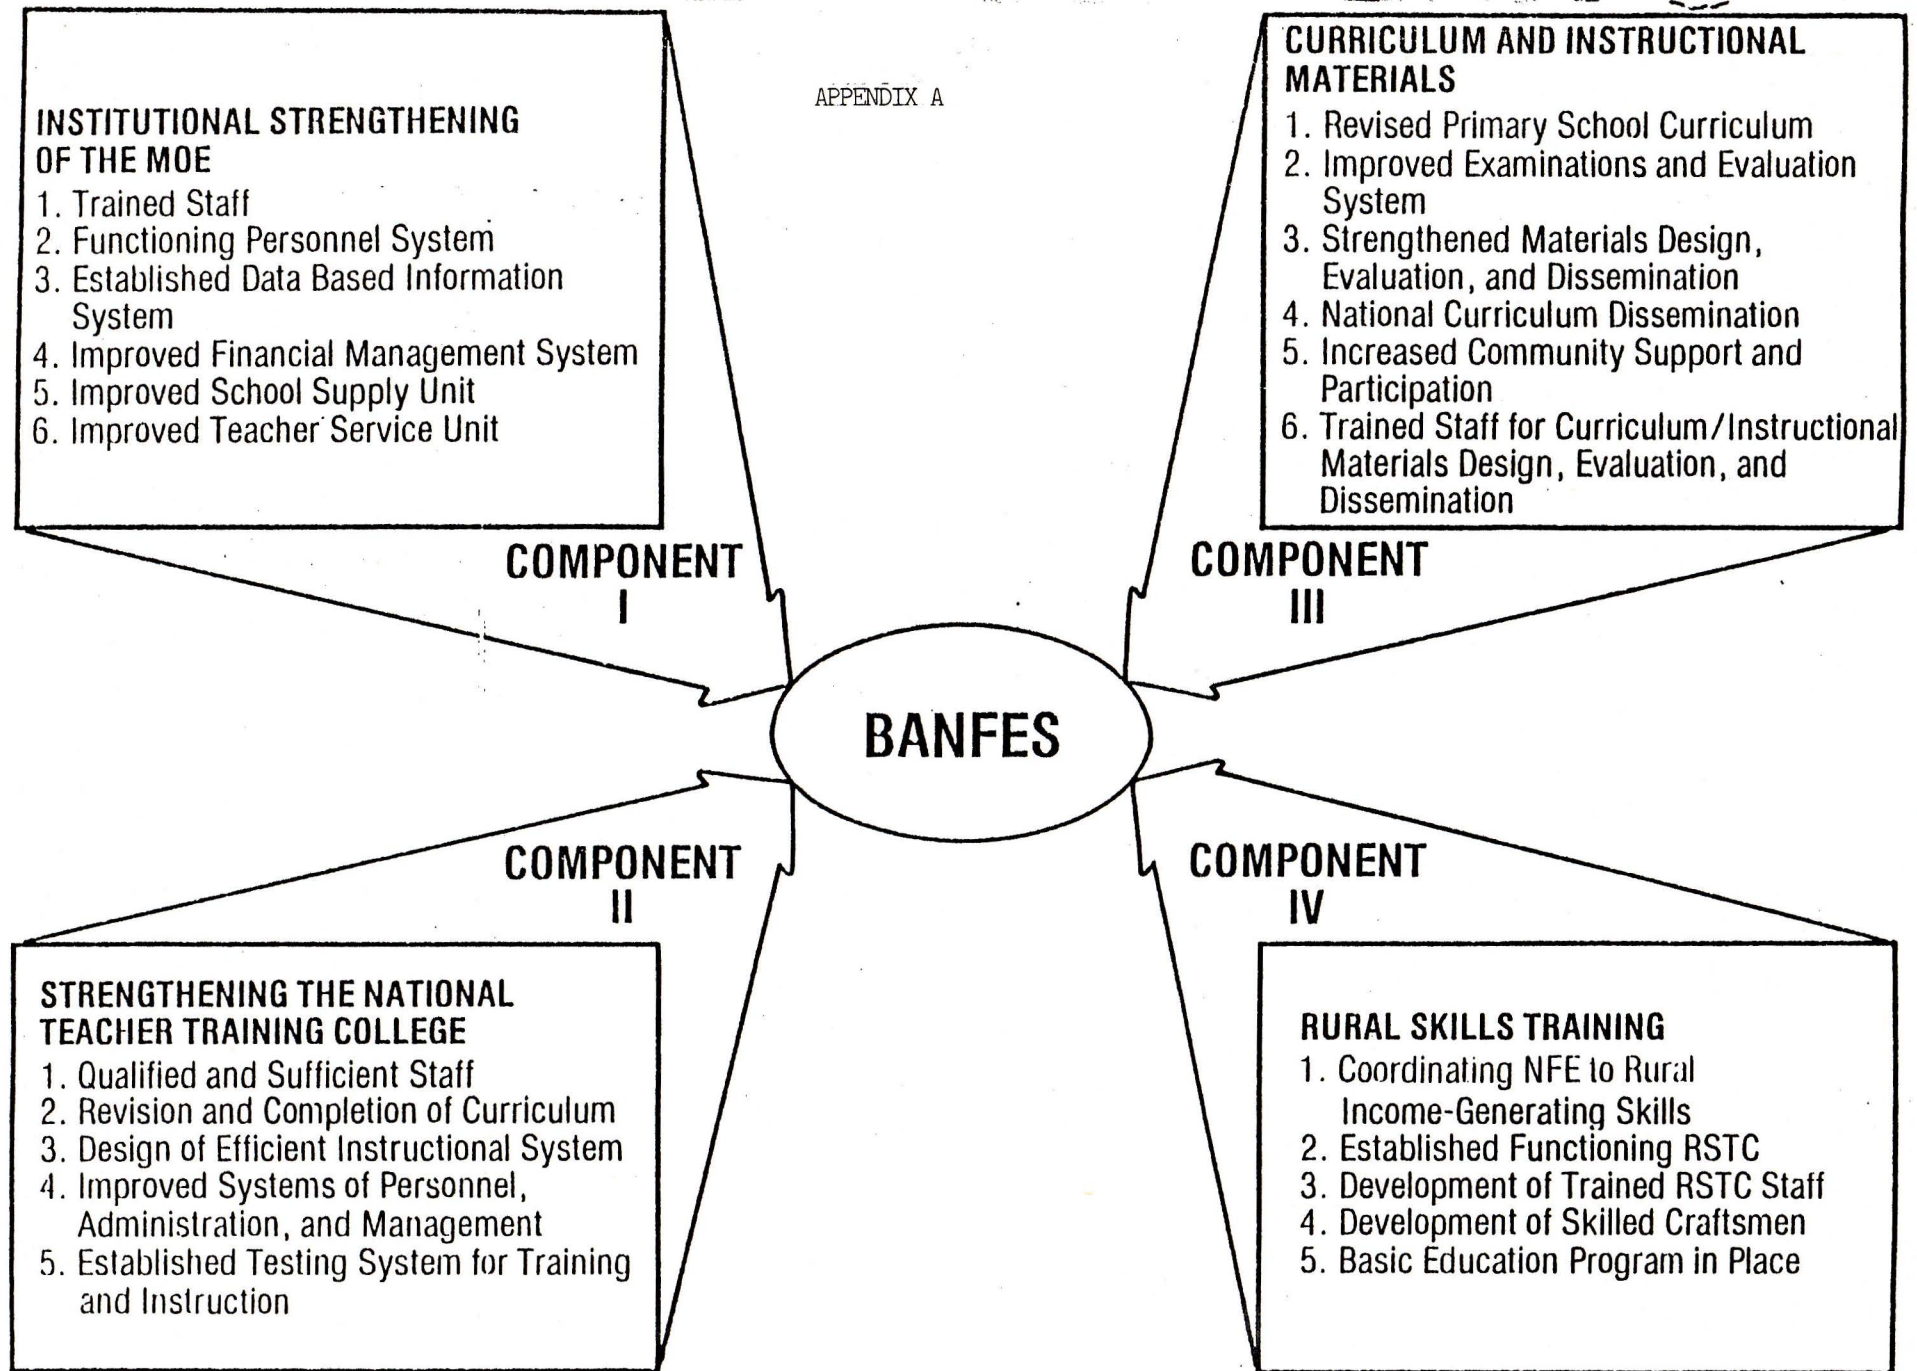 APPENDIX A
INSTITUTIONAL STRENGTHENING
OF THE MOE
1. Trained Staff
2. Functioning Personnel System
3. Established Data Based Information
System
4. Improved Financial Management System
5. Improved School Supply Unit
6. Improved Teacher Service Unit
COMPONENT
I
CURRICULUM AND INSTRUCTIONAL
MATERIALS
1. Revised Primary School Curriculum
2. Improved Examinations and Evaluation
System
3. Strengthened Materials Design,
Evaluation, and Dissemination
4. National Curriculum Dissemination
5. Increased Community Support and
Participation
6. Trained Staff for Curriculum/Instructional
Materials Design, Evaluation, and
Dissemination
COMPONENT
III
BANFES
COMPONENT
II
STRENGTHENING THE NATIONAL
TEACHER TRAINING COLLEGE
1. Qualified and Sufficient Staff
2. Revision and Completion of Curriculum
3. Design of Efficient Instructional System
4. Improved Systems of Personnel,
Administration, and Management
5. Established Testing System for Training
and Instruction
COMPONENT
IV
RURAL SKILLS TRAINING
1. Coordinating NFE to Rural
Income-Generating Skills
2. Established Functioning RSTC
3. Development of Trained RSTC Staff
4. Development of Skilled Craftsmen
5. Basic Education Program in Place